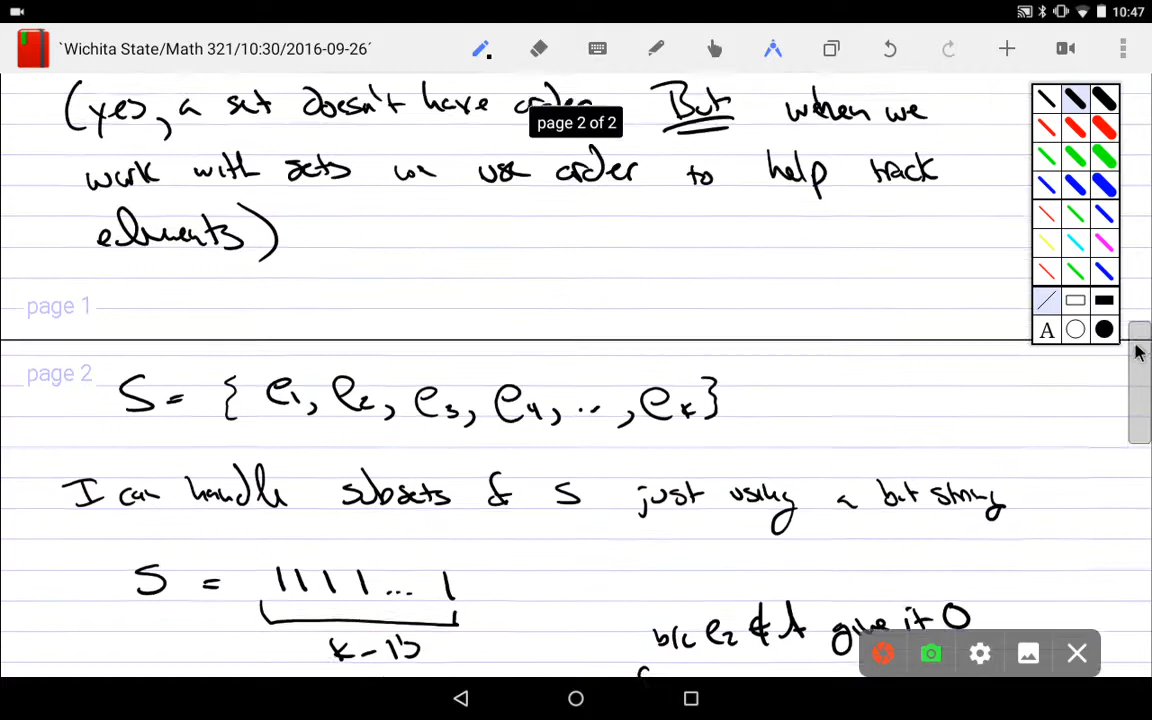 10:47
`Wichita State/Math 321/10:30/2016-09-26´
(yes, a set doesn't have order But when we
page 2 of 2
work with sets we use order to help track
elements)
page 1
page 2
S = { e1, e2, e3, e4, ..., ek}
I can handle subsets of S just using a bit string
S = 1111...1
k-1's
b/c e2 ∉ A give it 0
A